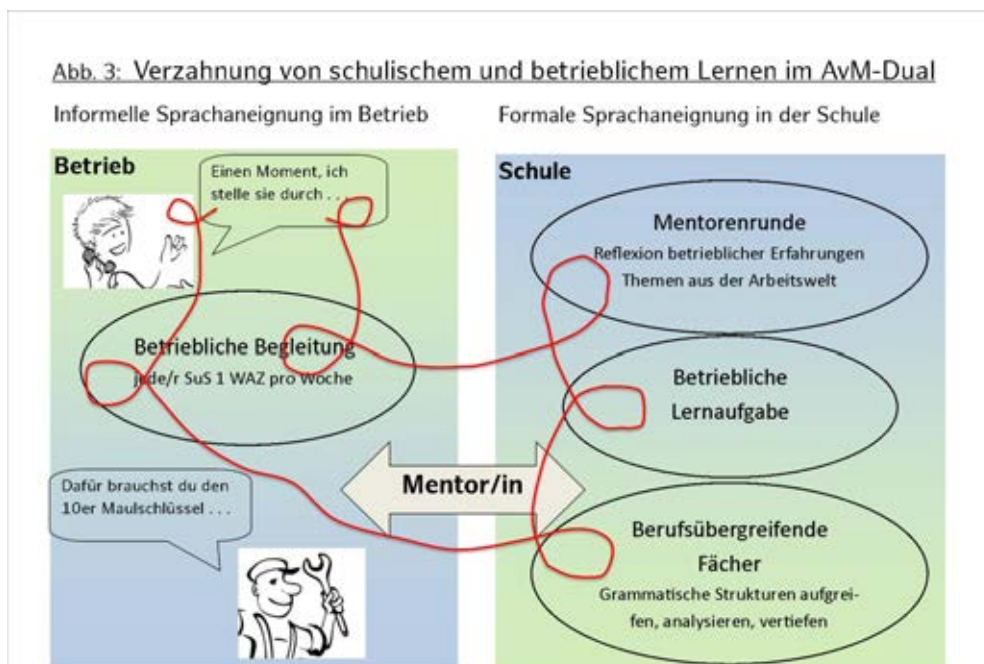 Abb. 3: Verzahnung von schulischem und betrieblichem Lernen im AvM-Dual
Informelle Sprachaneignung im Betrieb
Formale Sprachaneignung in der Schule
Betrieb
Einen Moment, ich
stelle sie durch . . .
Betriebliche Begleitung
jede/r SuS 1 WAZ pro Woche
Dafür brauchst du den
10er Maulschlüssel . . .
Mentor/in
Schule
Mentorenrunde
Reflexion betrieblicher Erfahrungen
Themen aus der Arbeitswelt
Betriebliche
Lernaufgabe
Berufsübergreifende
Fächer
Grammatische Strukturen aufgrei-
fen, analysieren, vertiefen